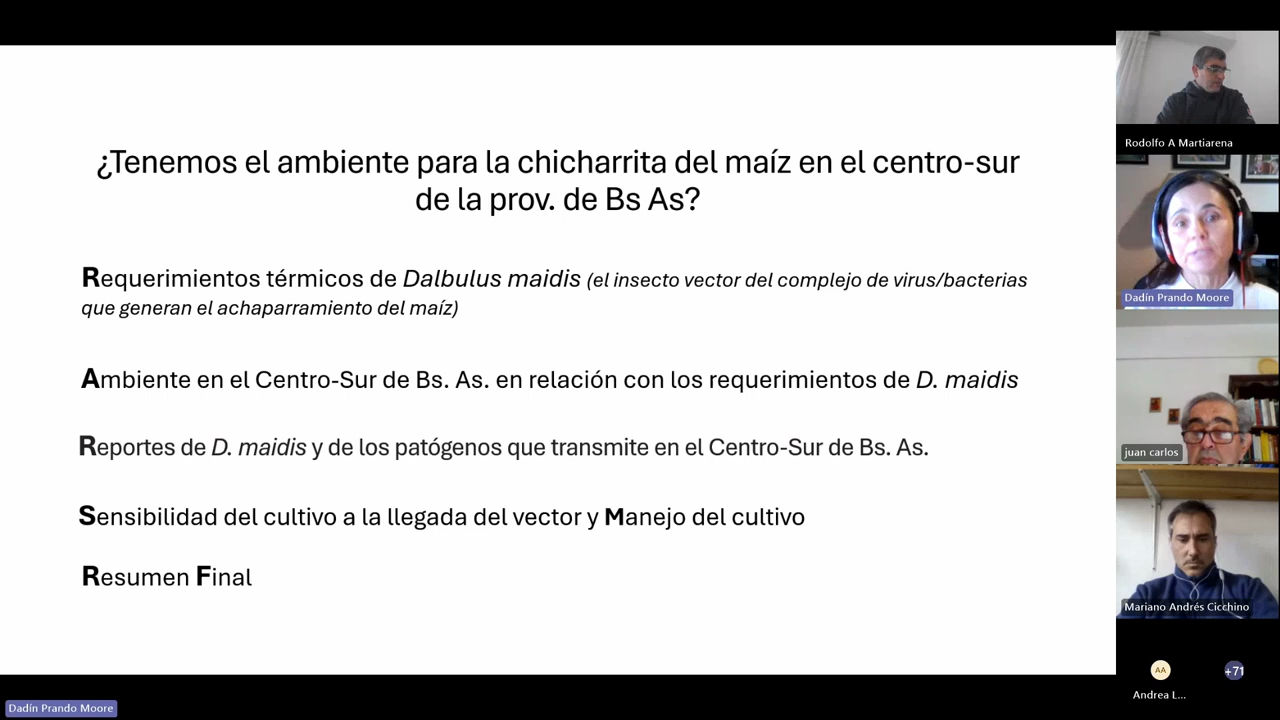 ¿Tenemos el ambiente para la chicharrita del maíz en el centro-sur
de la prov. de Bs As?
Requerimientos térmicos de Dalbulus maidis (el insecto vector del complejo de virus/bacterias
que generan el achaparramiento del maíz)
Ambiente en el Centro-Sur de Bs. As. en relación con los requerimientos de D. maidis
Reportes de D. maidis y de los patógenos que transmite en el Centro-Sur de Bs. As.
Sensibilidad del cultivo a la llegada del vector y Manejo del cultivo
Resumen Final
Dadín Prando Moore
Rodolfo A Martiarena
Dadín Prando Moore
juan carlos
Mariano Andrés Cicchino
AA
+71
Andrea L...